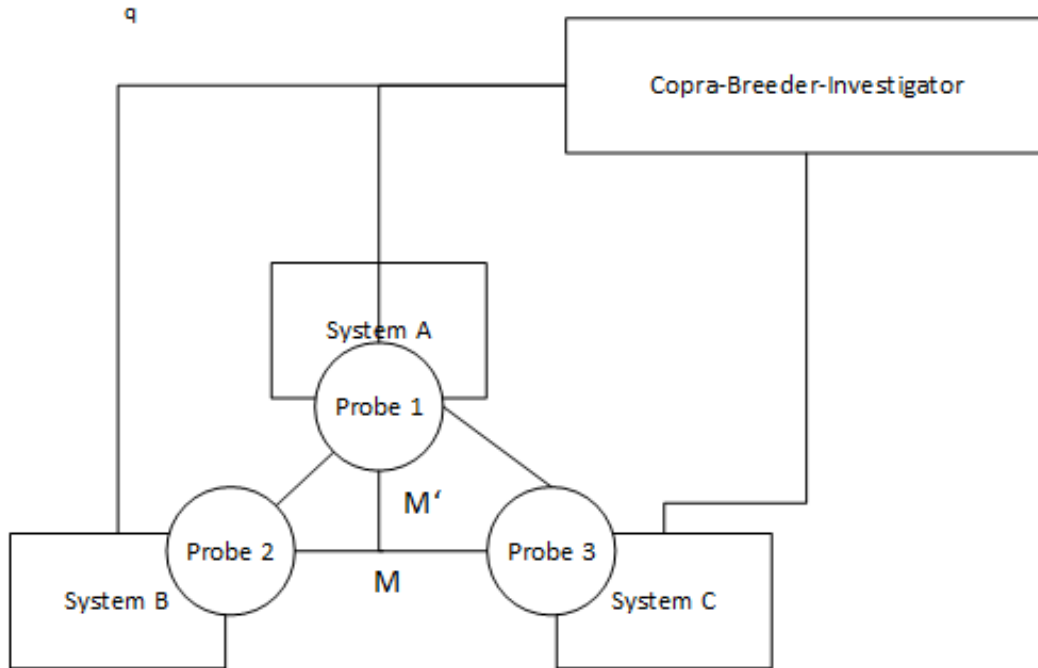 q
Copra-Breeder-Investigator
System A
Probe 1
M‘
Probe 2
Probe 3
M
System B
System C